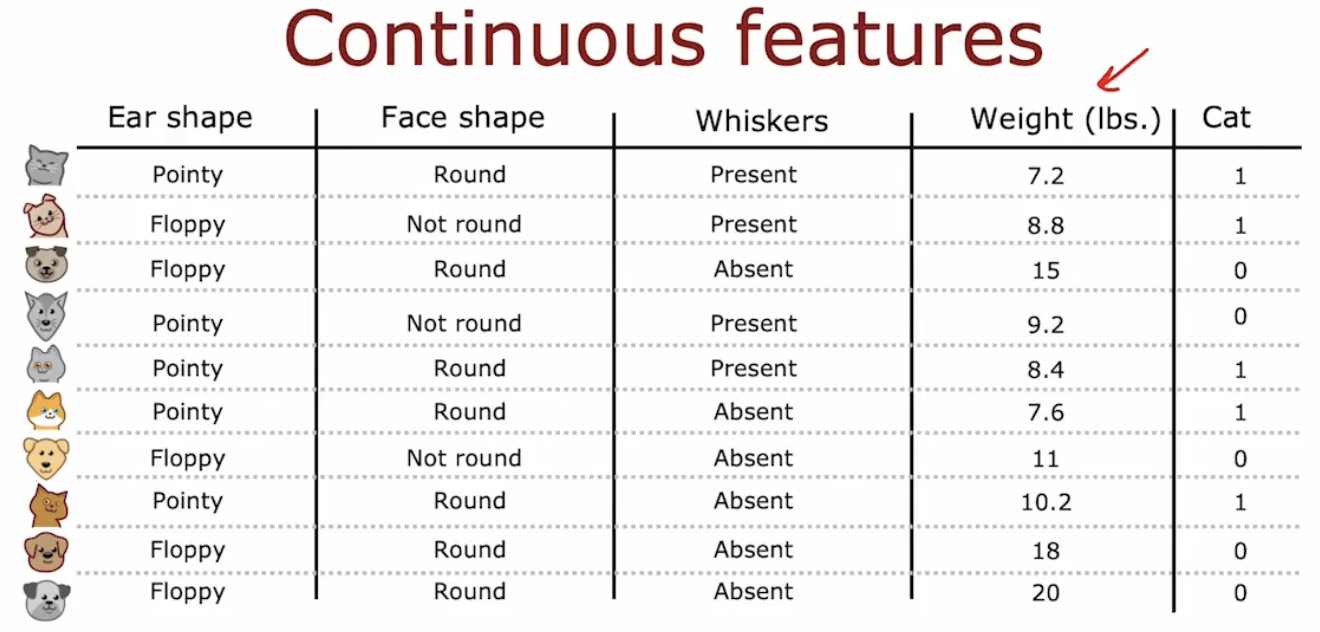 Continuous features
Ear shape Face shape Whiskers Weight (lbs.) Cat
Pointy Round Present 7.2 1
Floppy Not round Present 8.8 1
Floppy Round Absent 15 0
Pointy Not round Present 9.2 0
Pointy Round Present 8.4 1
Pointy Round Absent 7.6 1
Floppy Not round Absent 11 0
Pointy Round Absent 10.2 1
Floppy Round Absent 18 0
Floppy Round Absent 20 0